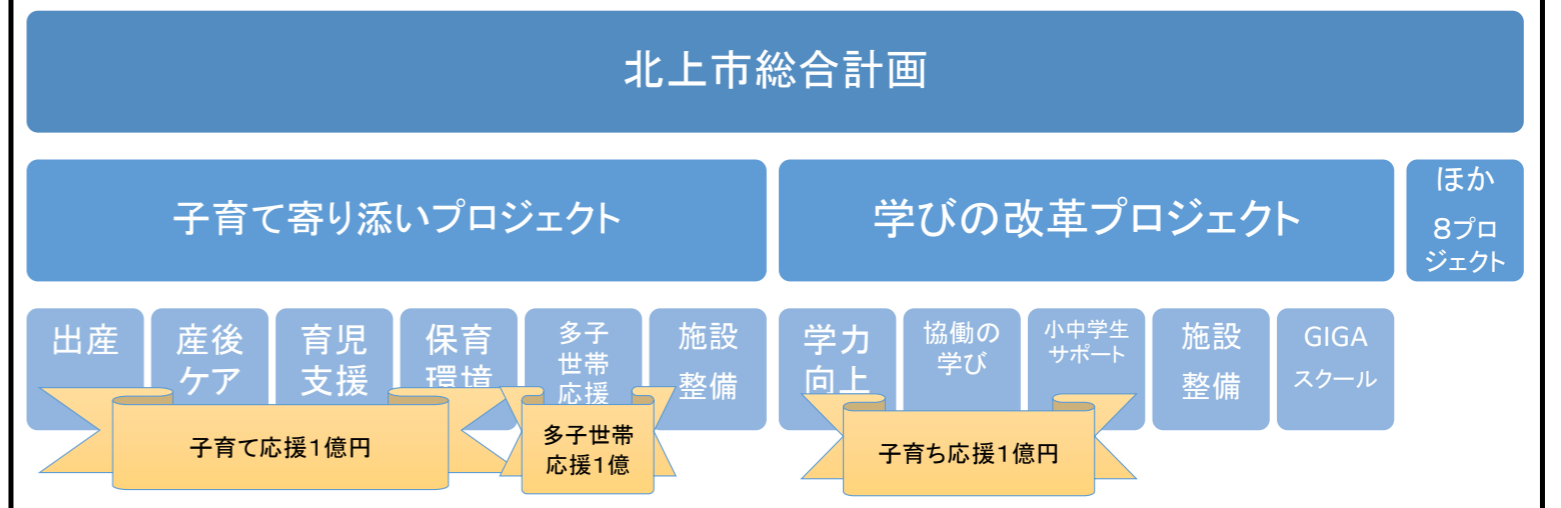 北上市総合計画
子育て寄り添いプロジェクト
学びの改革プロジェクト
ほか
8プロ
ジェクト
出産
産後
ケア
育児
支援
保育
環境
多子
世帯
応援
施設
整備
学力
向上
協働の
学び
小中学生
サポート
施設
整備
GIGA
スクール
子育て応援1億円
多子世帯
応援1億
子育ち応援1億円